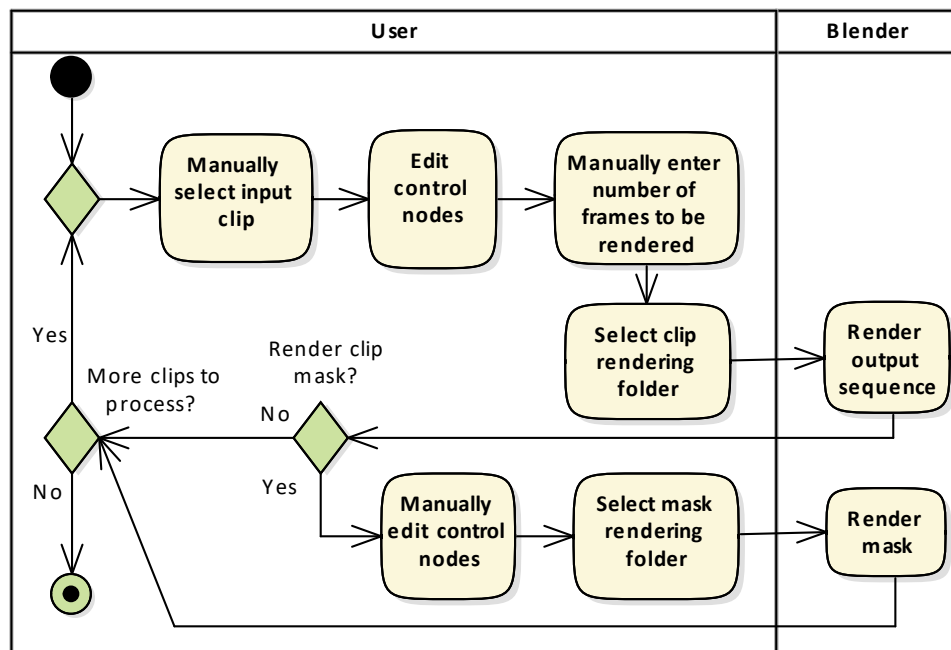 User
Blender
Manually
select input
clip
Edit
control
nodes
Manually enter
number of
frames to be
rendered
Select clip
rendering
folder
Render
output
sequence
Yes
More clips to
process?
Render clip
mask?
No
Yes
No
Manually
edit control
nodes
Select mask
rendering
folder
Render
mask